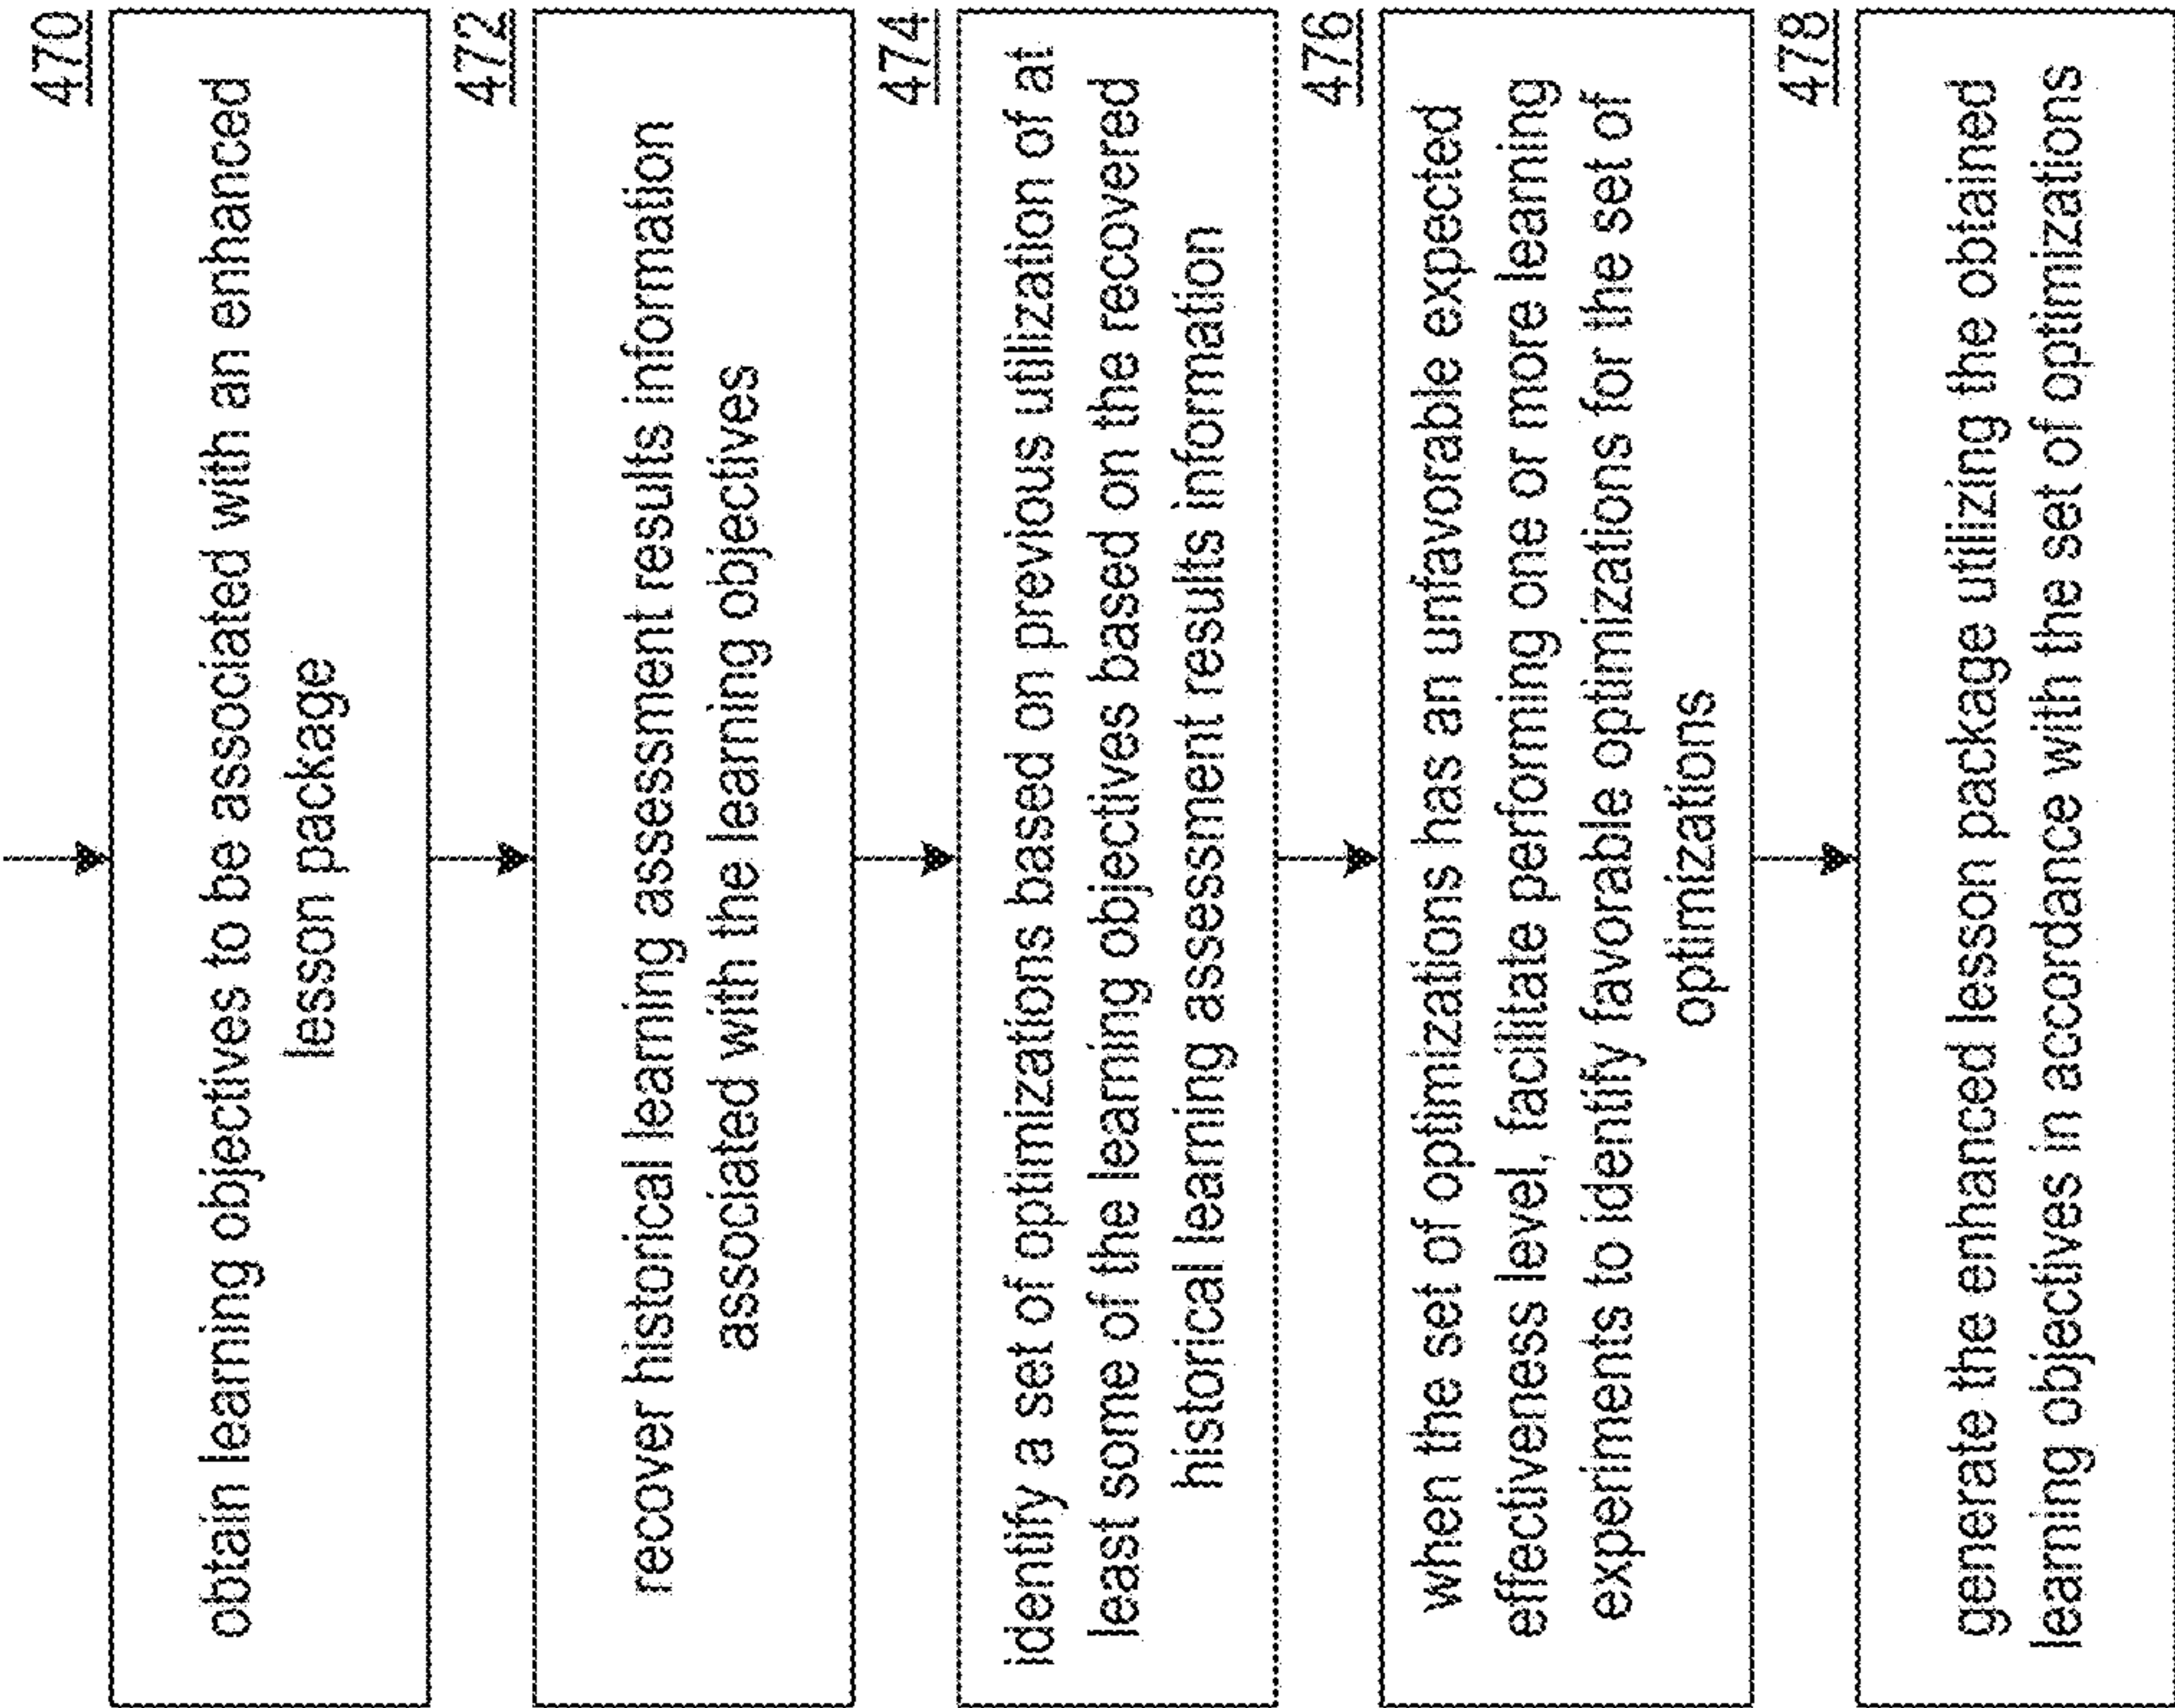 470
obtain learning objectives to be associated with an enhanced
lesson package
472
recover historical learning assessment results information
associated with the learning objectives
474
identify a set of optimizations based on previous utilization of at
least some of the learning objectives based on the recovered
historical learning assessment results information
476
when the set of optimizations has an unfavorable expected
effectiveness level, facilitate performing one or more learning
experiments to identify favorable optimizations for the set of
optimizations
478
generate the enhanced lesson package utilizing the obtained
learning objectives in accordance with the set of optimizations